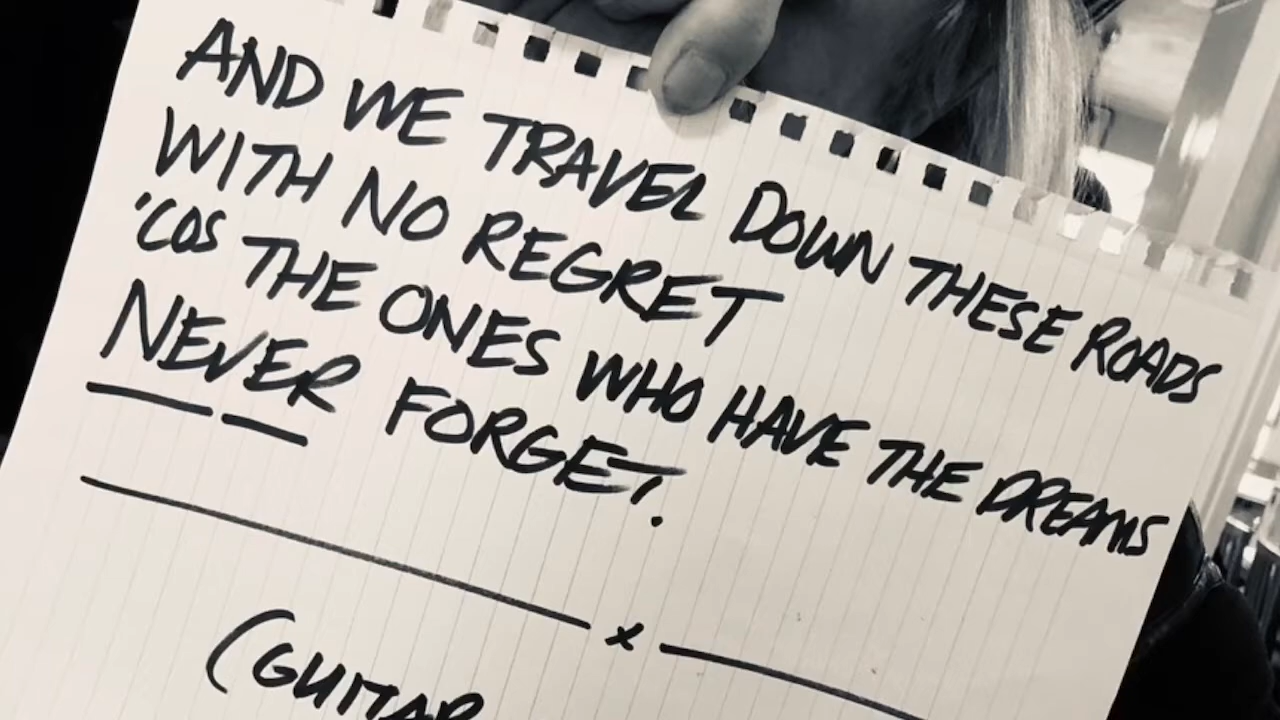 AND WE TRAVEL DOWN THESE ROADS
WITH NO REGRET
'COS THE ONES WHO HAVE THE DREAMS
NEVER FORGET.
x
(GUITAR